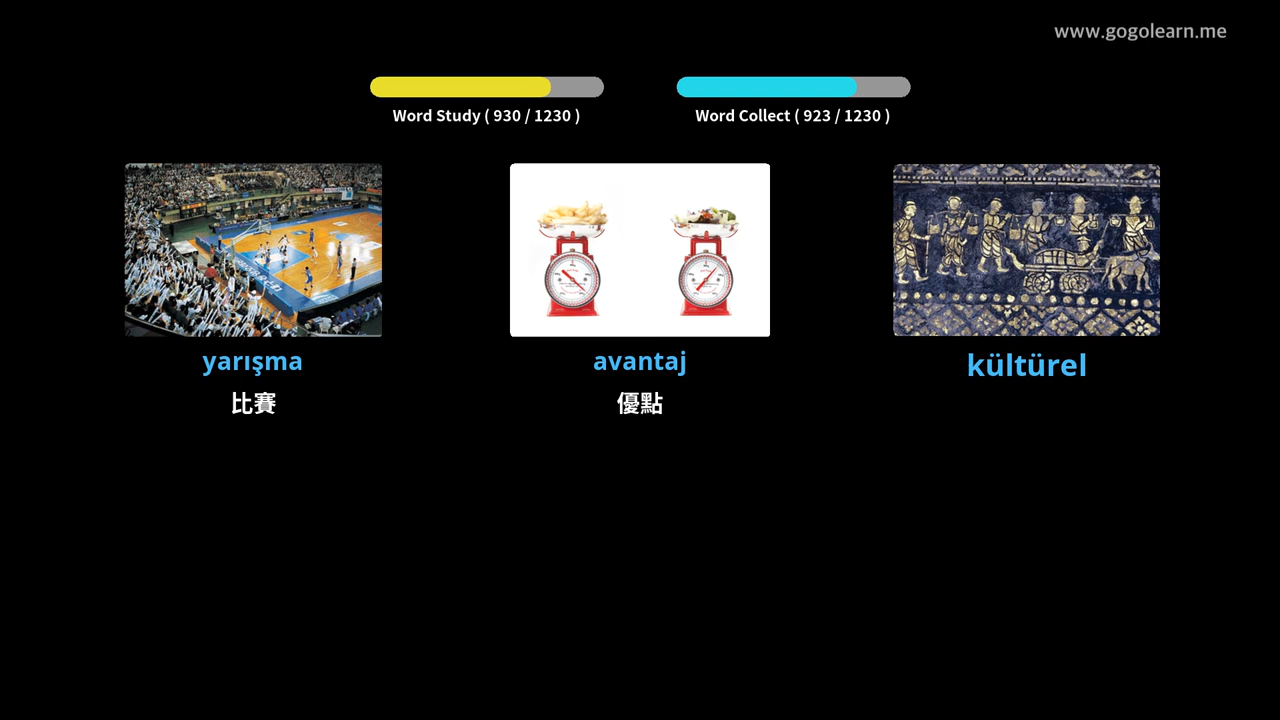 www.gogolearn.me
Word Study ( 930 / 1230 )
Word Collect ( 923 / 1230 )
yarışma
avantaj
kültürel
比賽
優點